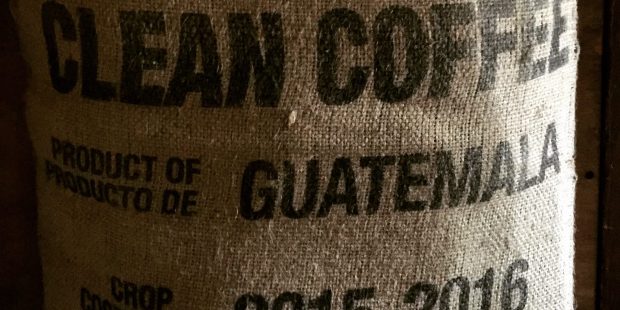 CLEAN COFFEE
PRODUCT OF
PRODUCTO DE
GUATEMALA
CROP
2015-2016